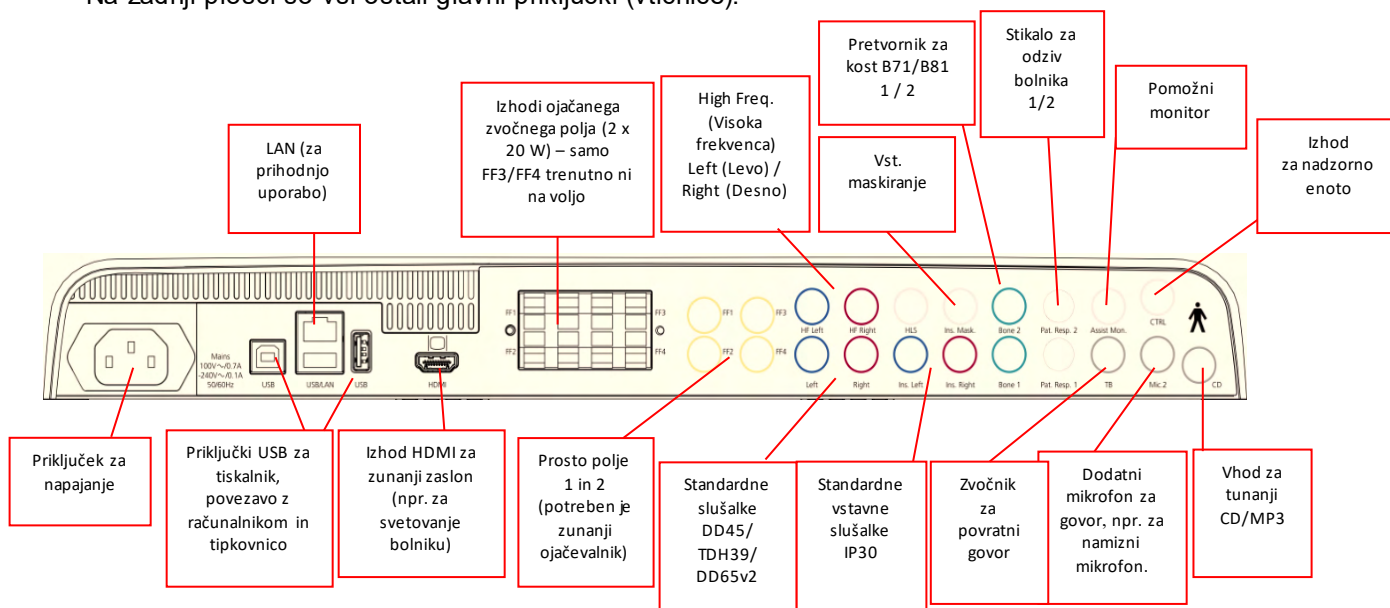 Na zadnji plošči so vsi ostali glavni priključki (vtičnice):
Pretvornik za
kost B71/B81
1 / 2
Stikalo za
odziv
bolnika
1/2
Pomožni
monitor
Izhod
za nadzorno
enoto
LAN (za
prihodnjo
uporabo)
Izhodi ojačanega
zvočnega polja (2 x
20 W) – samo
FF3/FF4 trenutno ni
na voljo
High Freq.
(Visoka
frekvenca)
Left (Levo) /
Right (Desno)
Vst.
maskiranje
Mains
100V~/0.7A
-240V~/0.1A
50/60Hz
USB
USB/LAN
USB
HDMI
FF1
FF3
FF2
FF4
FF1
FF3
FF2
FF4
HF Left
HF Right
HLS
Ins. Mask.
Bone 2
Pat. Resp. 2
Assist Mon.
CTRL
Left
Right
Ins. Left
Ins. Right
Bone 1
Pat. Resp. 1
TB
Mic.2
CD
Priključek za
napajanje
Priključki USB za
tiskalnik,
povezavo z
računalnikom in
tipkovnico
Izhod HDMI za
zunanji zaslon
(npr. za
svetovanje
bolniku)
Prosto polje
1 in 2
(potreben je
zunanji
ojačevalnik)
Standardne
slušalke
DD45/
TDH39/
DD65v2
Standardne
vstavne
slušalke
IP30
Zvočnik
za
povratni
govor
Dodatni
mikrofon za
govor, npr. za
namizni
mikrofon.
Vhod za
tunanji
CD/MP3